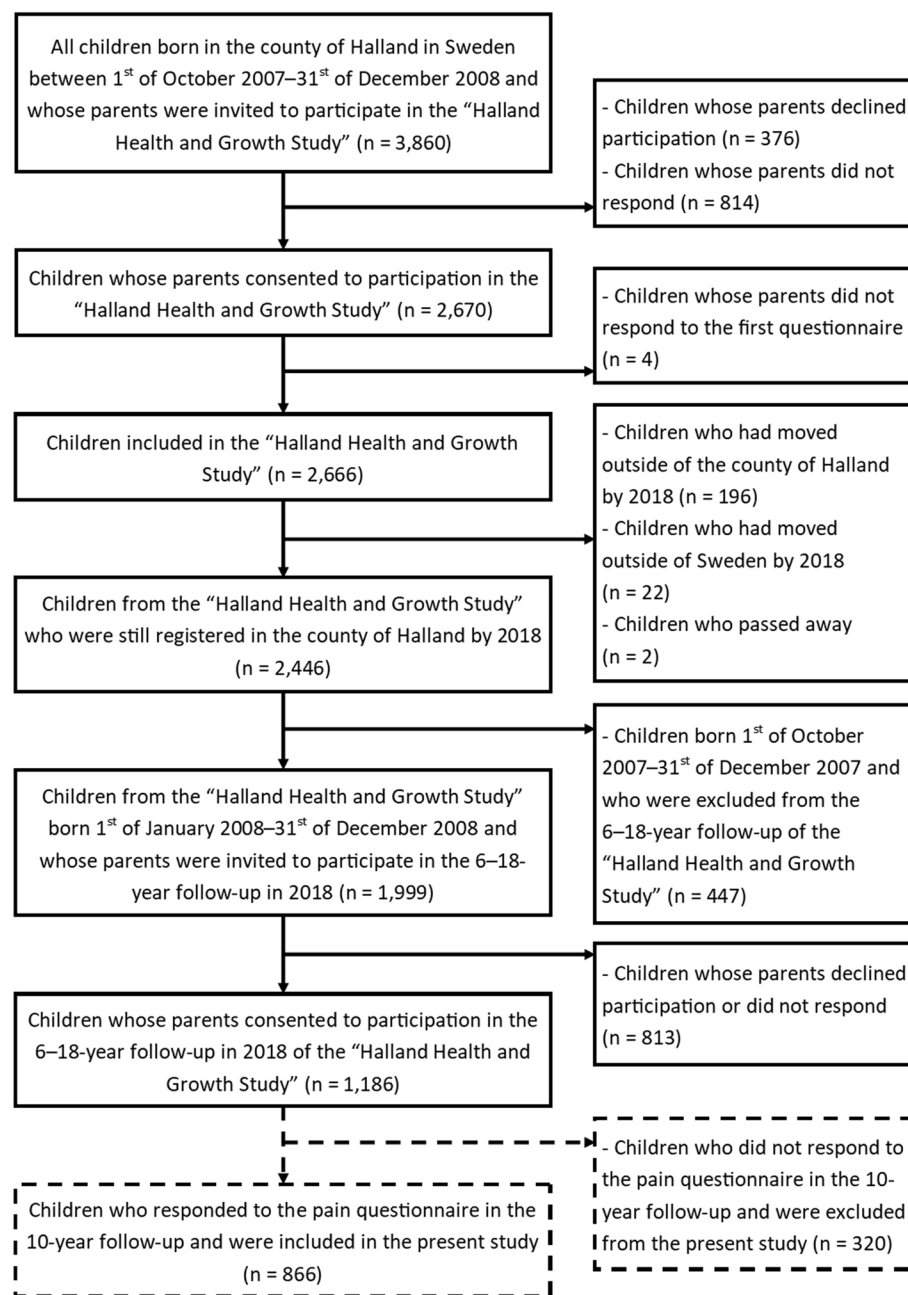 All children born in the county of Halland in Sweden
between 1st of October 2007–31st of December 2008 and
whose parents were invited to participate in the “Halland
Health and Growth Study” (n = 3,860)
- Children whose parents declined
participation (n = 376)
- Children whose parents did not
respond (n = 814)
Children whose parents consented to participation in the
“Halland Health and Growth Study” (n = 2,670)
- Children whose parents did not
respond to the first questionnaire
(n = 4)
Children included in the “Halland Health and Growth
Study” (n = 2,666)
- Children who had moved
outside of the county of Halland
by 2018 (n = 196)
- Children who had moved
outside of Sweden by 2018
(n = 22)
- Children who passed away
(n = 2)
Children from the “Halland Health and Growth Study”
who were still registered in the county of Halland by 2018
(n = 2,446)
- Children born 1st of October
2007–31st of December 2007 and
who were excluded from the
6–18-year follow-up of the
“Halland Health and Growth
Study” (n = 447)
Children from the “Halland Health and Growth Study”
born 1st of January 2008–31st of December 2008 and
whose parents were invited to participate in the 6–18-
year follow-up in 2018 (n = 1,999)
- Children whose parents declined
participation or did not respond
(n = 813)
Children whose parents consented to participation in the
6–18-year follow-up in 2018 of the “Halland Health and
Growth Study” (n = 1,186)
- Children who did not respond to
the pain questionnaire in the 10-
year follow-up and were excluded
from the present study (n = 320)
Children who responded to the pain questionnaire in the
10-year follow-up and were included in the present study
(n = 866)